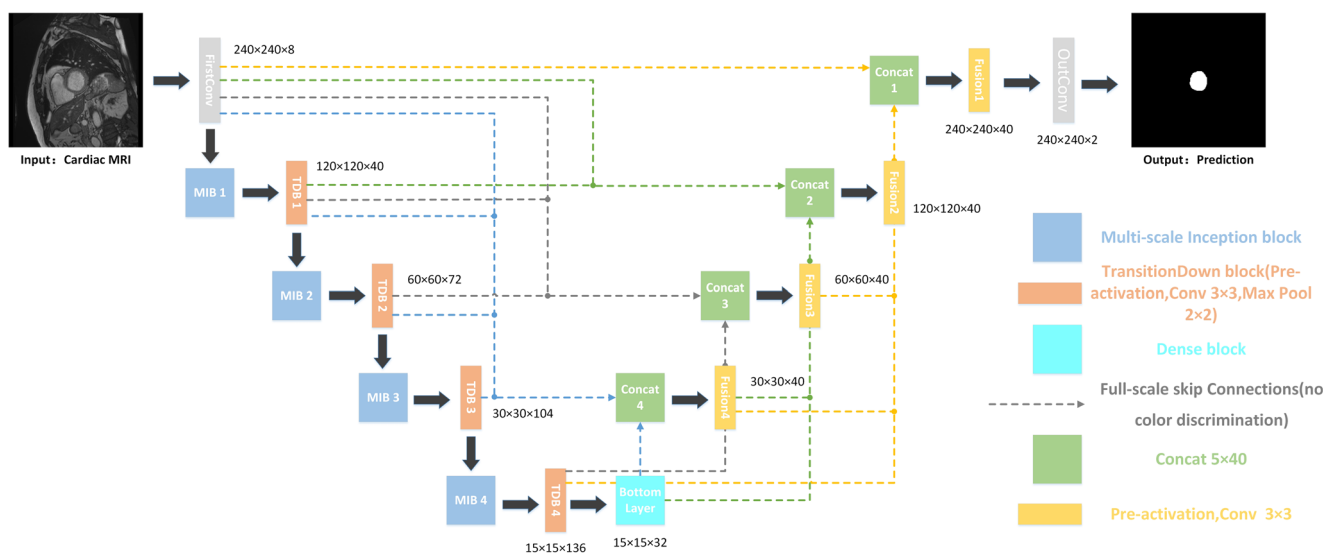 240×240×8
FirstConv
Concat
1
Fusion1
OutConv
240×240×40
240×240×2
Input：Cardiac MRI
Output：Prediction
120×120×40
MIB 1
TDB 1
Concat
2
Fusion2
120×120×40
Multi-scale Inception block
60×60×72
60×60×40
MIB 2
TDB 2
Concat
3
Fusion3
TransitionDown block(Pre-
activation,Conv 3×3,Max Pool
2×2)
Dense block
MIB 3
TDB 3
Concat
4
Fusion4
30×30×40
30×30×104
Full-scale skip Connections(no
color discrimination)
Concat 5×40
MIB 4
TDB 4
Bottom
Layer
Pre-activation,Conv 3×3
15×15×136
15×15×32